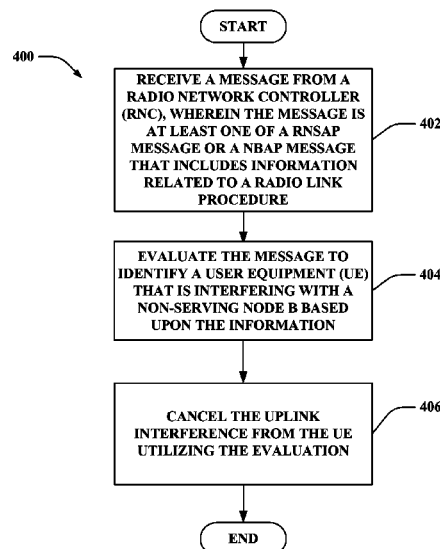 START
400
RECEIVE A MESSAGE FROM A
RADIO NETWORK CONTROLLER
(RNC), WHEREIN THE MESSAGE IS
AT LEAST ONE OF A RNSAP
MESSAGE OR A NBAP MESSAGE
THAT INCLUDES INFORMATION
RELATED TO A RADIO LINK
PROCEDURE
402
EVALUATE THE MESSAGE TO
IDENTIFY A USER EQUIPMENT (UE)
THAT IS INTERFERING WITH A
NON-SERVING NODE B BASED
UPON THE INFORMATION
404
CANCEL THE UPLINK
INTERFERENCE FROM THE UE
UTILIZING THE EVALUATION
406
END